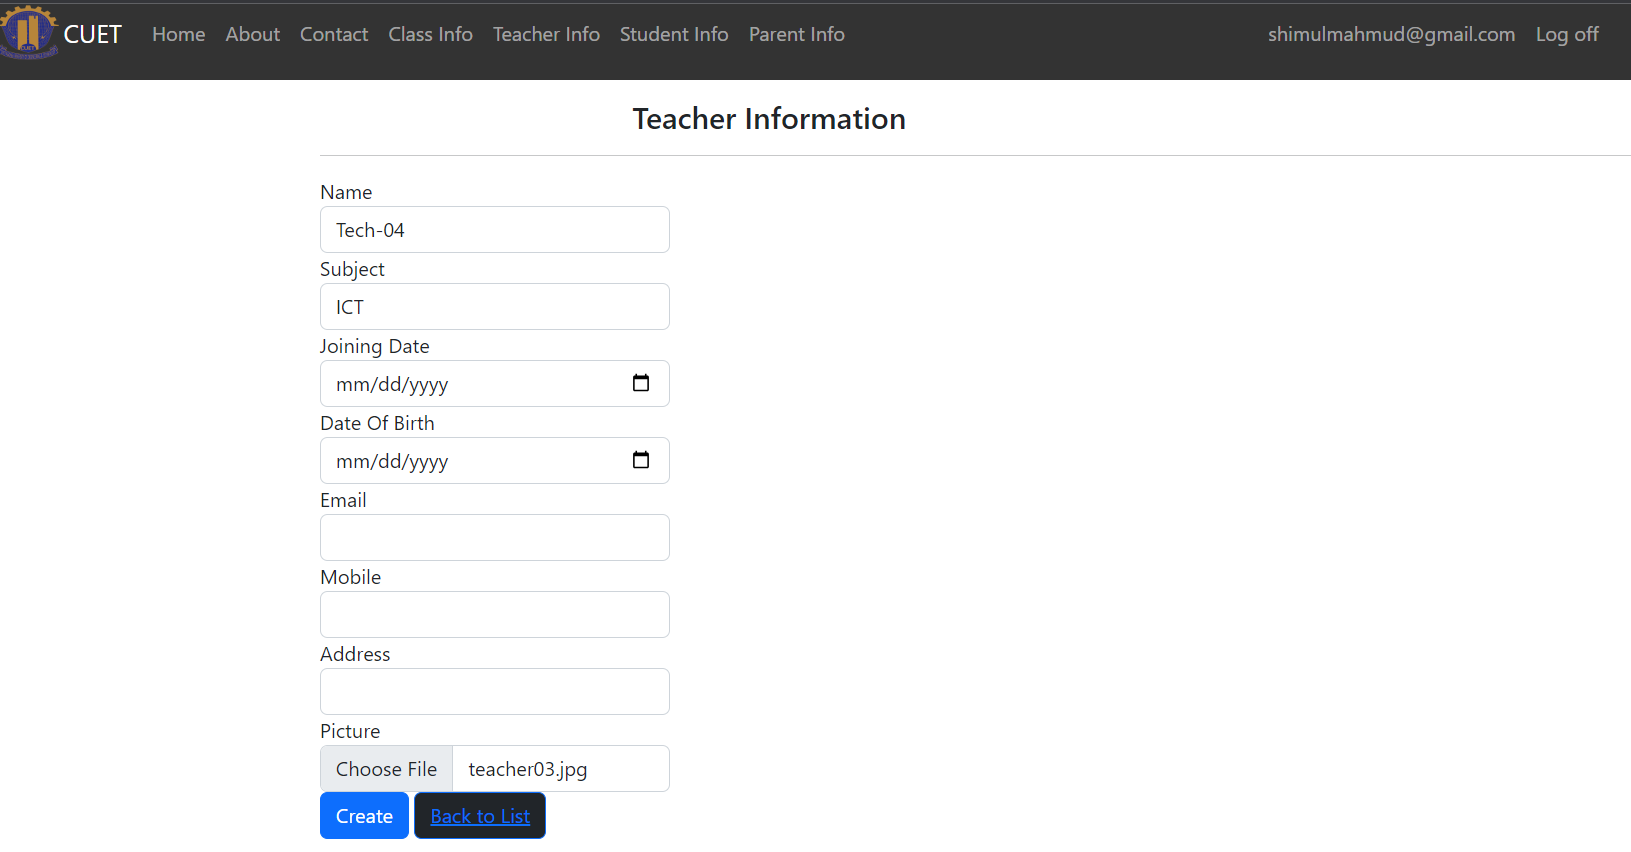 CUET Home About Contact Class Info Teacher Info Student Info Parent Info shimulmahmud@gmail.com Log off
CUET
Teacher Information
Name
Tech-04
Subject
ICT
Joining Date
mm/dd/yyyy
Date Of Birth
mm/dd/yyyy
Email
Mobile
Address
Picture
Choose File teacher03.jpg
Create Back to List